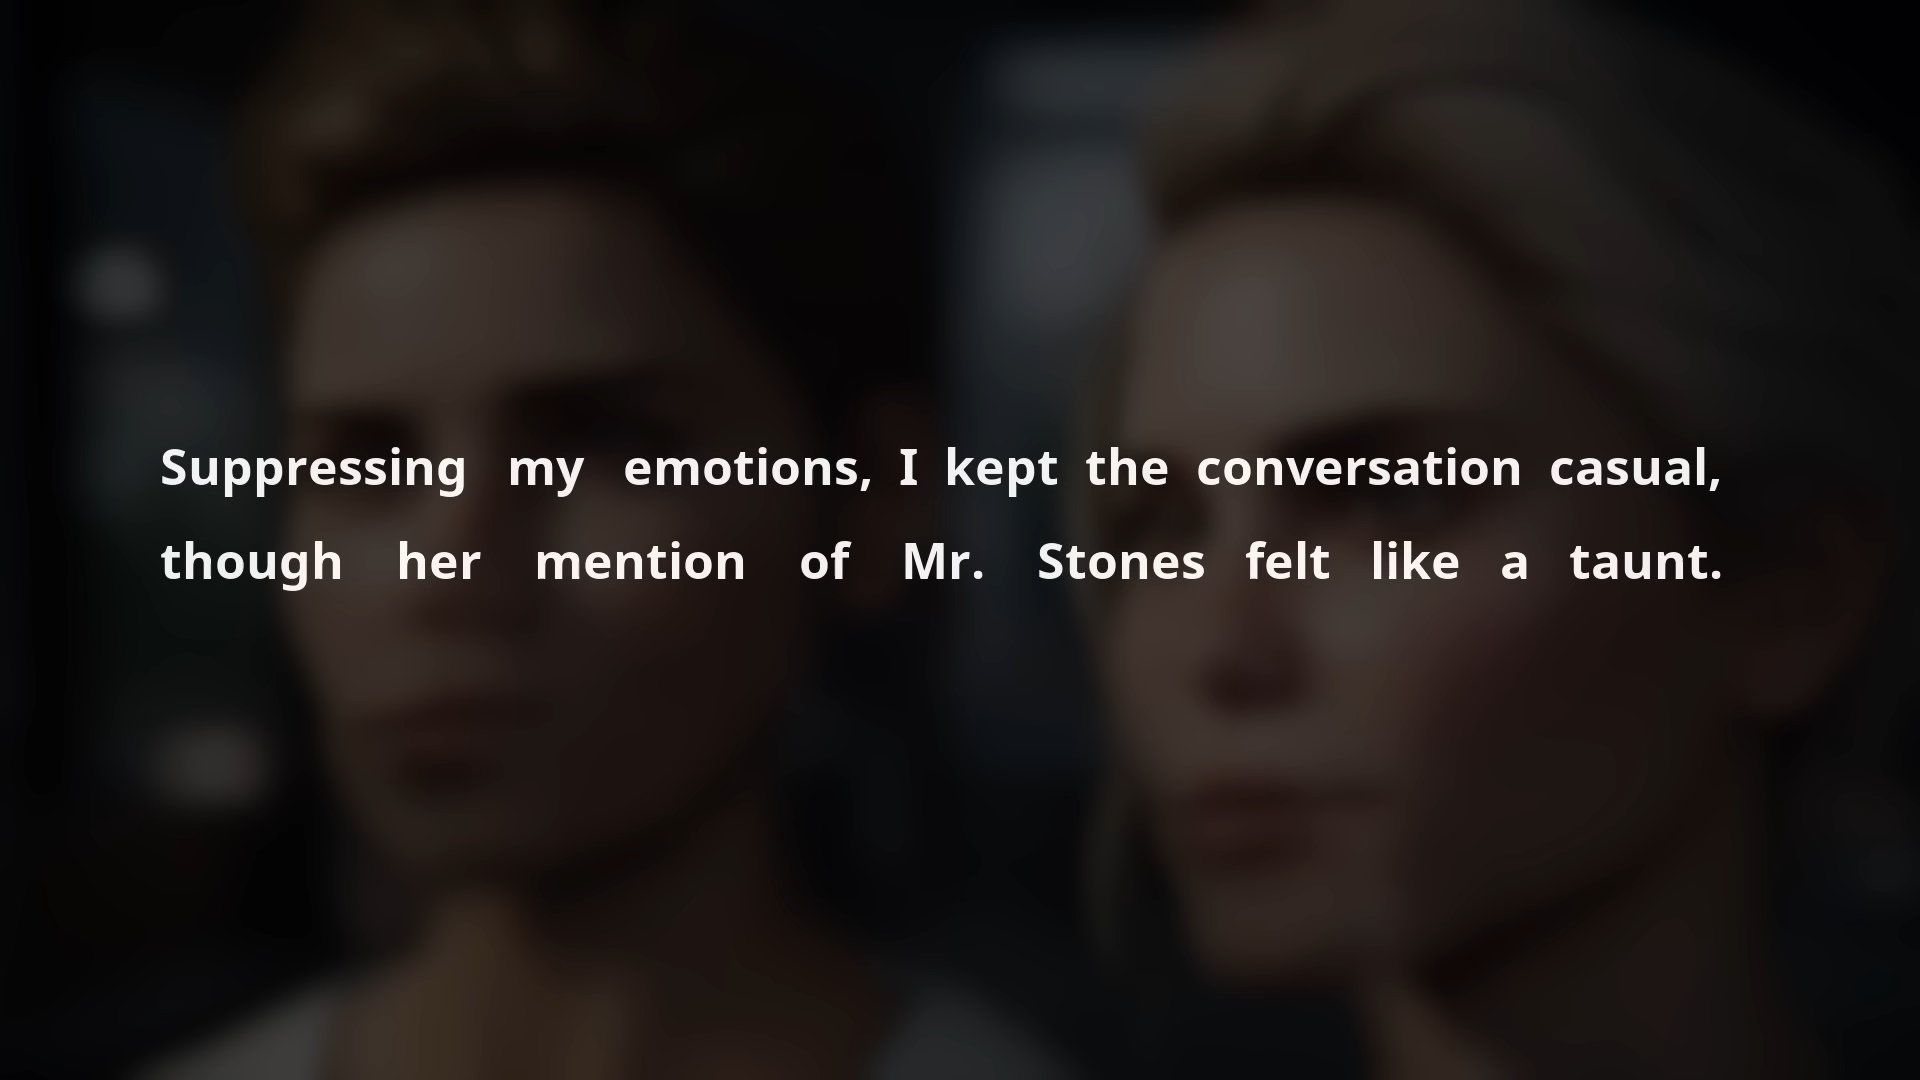 Suppressing my emotions, I kept the conversation casual,
though her mention of Mr. Stones felt like a taunt.